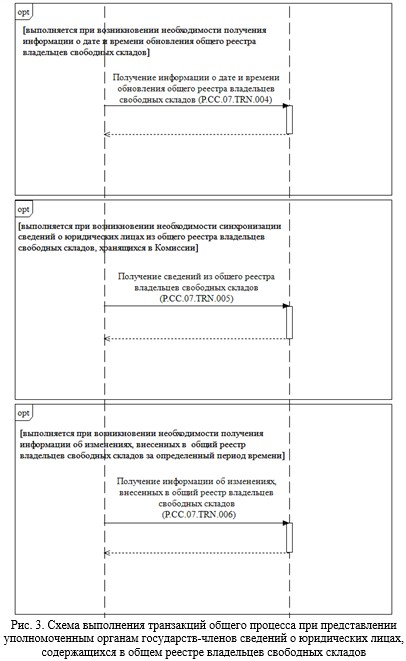 opt
[выполняется при возникновении необходимости получения
информации о дате и времени обновления общего реестра
владельцев свободных складов]
Получение информации о дате и времени
обновления общего реестра владельцев
свободных складов (P.CC.07.TRN.004)
opt
[выполняется при возникновении необходимости синхронизации
сведений о юридических лицах из общего реестра владельцев
свободных складов, хранящихся в Комиссии]
Получение сведений из общего реестра
владельцев свободных складов
(P.CC.07.TRN.005)
opt
[выполняется при возникновении необходимости получения
информации об изменениях, внесенных в общий реестр
владельцев свободных складов за определенный период времени]
Получение информации об изменениях,
внесенных в общий реестр владельцев
свободных складов
(P.CC.07.TRN.006)
Рис. 3. Схема выполнения транзакций общего процесса при представлении
уполномоченным органам государств-членов сведений о юридических лицах,
содержащихся в общем реестре владельцев свободных складов